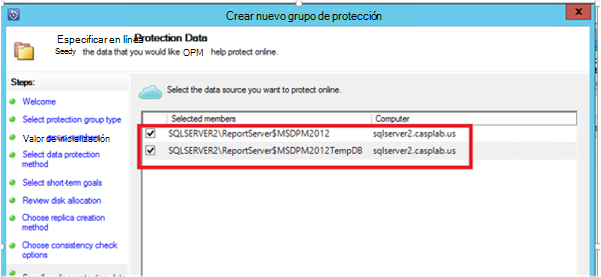 Crear nuevo grupo de protección
x
Especificar en línea Protection Data
Seedy the data that you would like OPM help protect online.
Steps:
Welcome
Select protection group type
Valor de inicialización
Select data protection
method
Select short-term goals
Review disk allocation
Choose replica creation
method
Choose consistency check
options
Select the data source you want to protect online.
Selected members Computer
SQLSERVER2\ReportServer$MSDPM2012 sqlserver2.casplab.us
SQLSERVER2\ReportServer$MSDPM2012TempDB sqlserver2.casplab.us